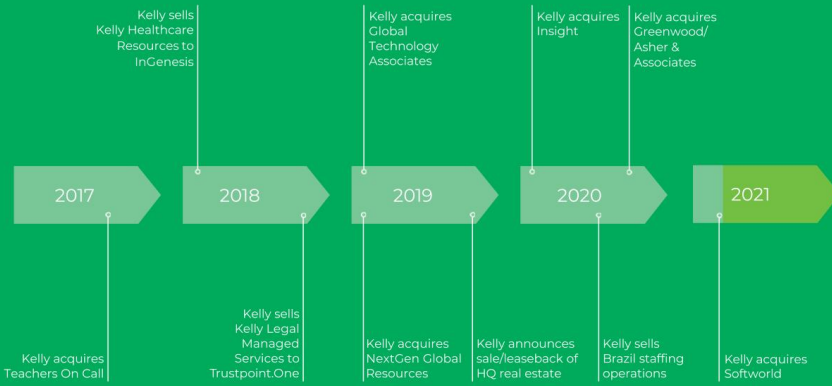 Kelly sells
Kelly Healthcare
Resources to
InGenesis
Kelly acquires
Global
Technology
Associates
Kelly acquires
Insight
Kelly acquires
Greenwood/
Asher &
Associates
2017
2018
2019
2020
2021
Kelly acquires
Teachers On Call
Kelly sells
Kelly Legal
Managed
Services to
Trustpoint.One
Kelly acquires
NextGen Global
Resources
Kelly announces
sale/leaseback of
HQ real estate
Kelly sells
Brazil staffing
operations
Kelly acquires
Softworld